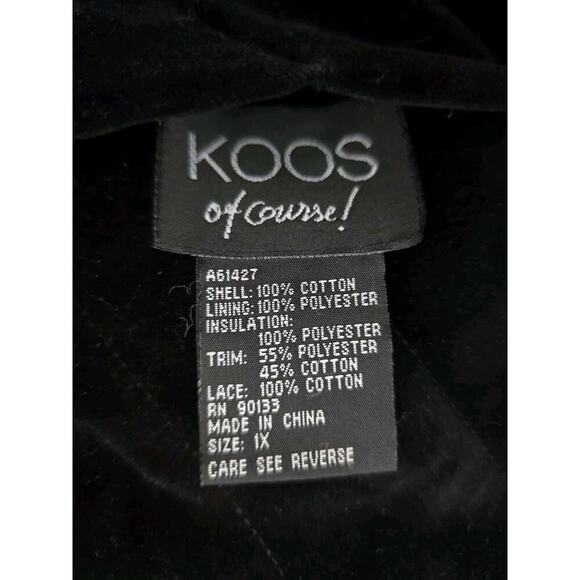 KOOS
of Course!
A61427
SHELL: 100% COTTON
LINING: 100% POLYESTER
INSULATION:
100% POLYESTER
TRIM: 55% POLYESTER
45% COTTON
LACE: 100% COTTON
RN 90133
MADE IN CHINA
SIZE: 1X
CARE SEE REVERSE